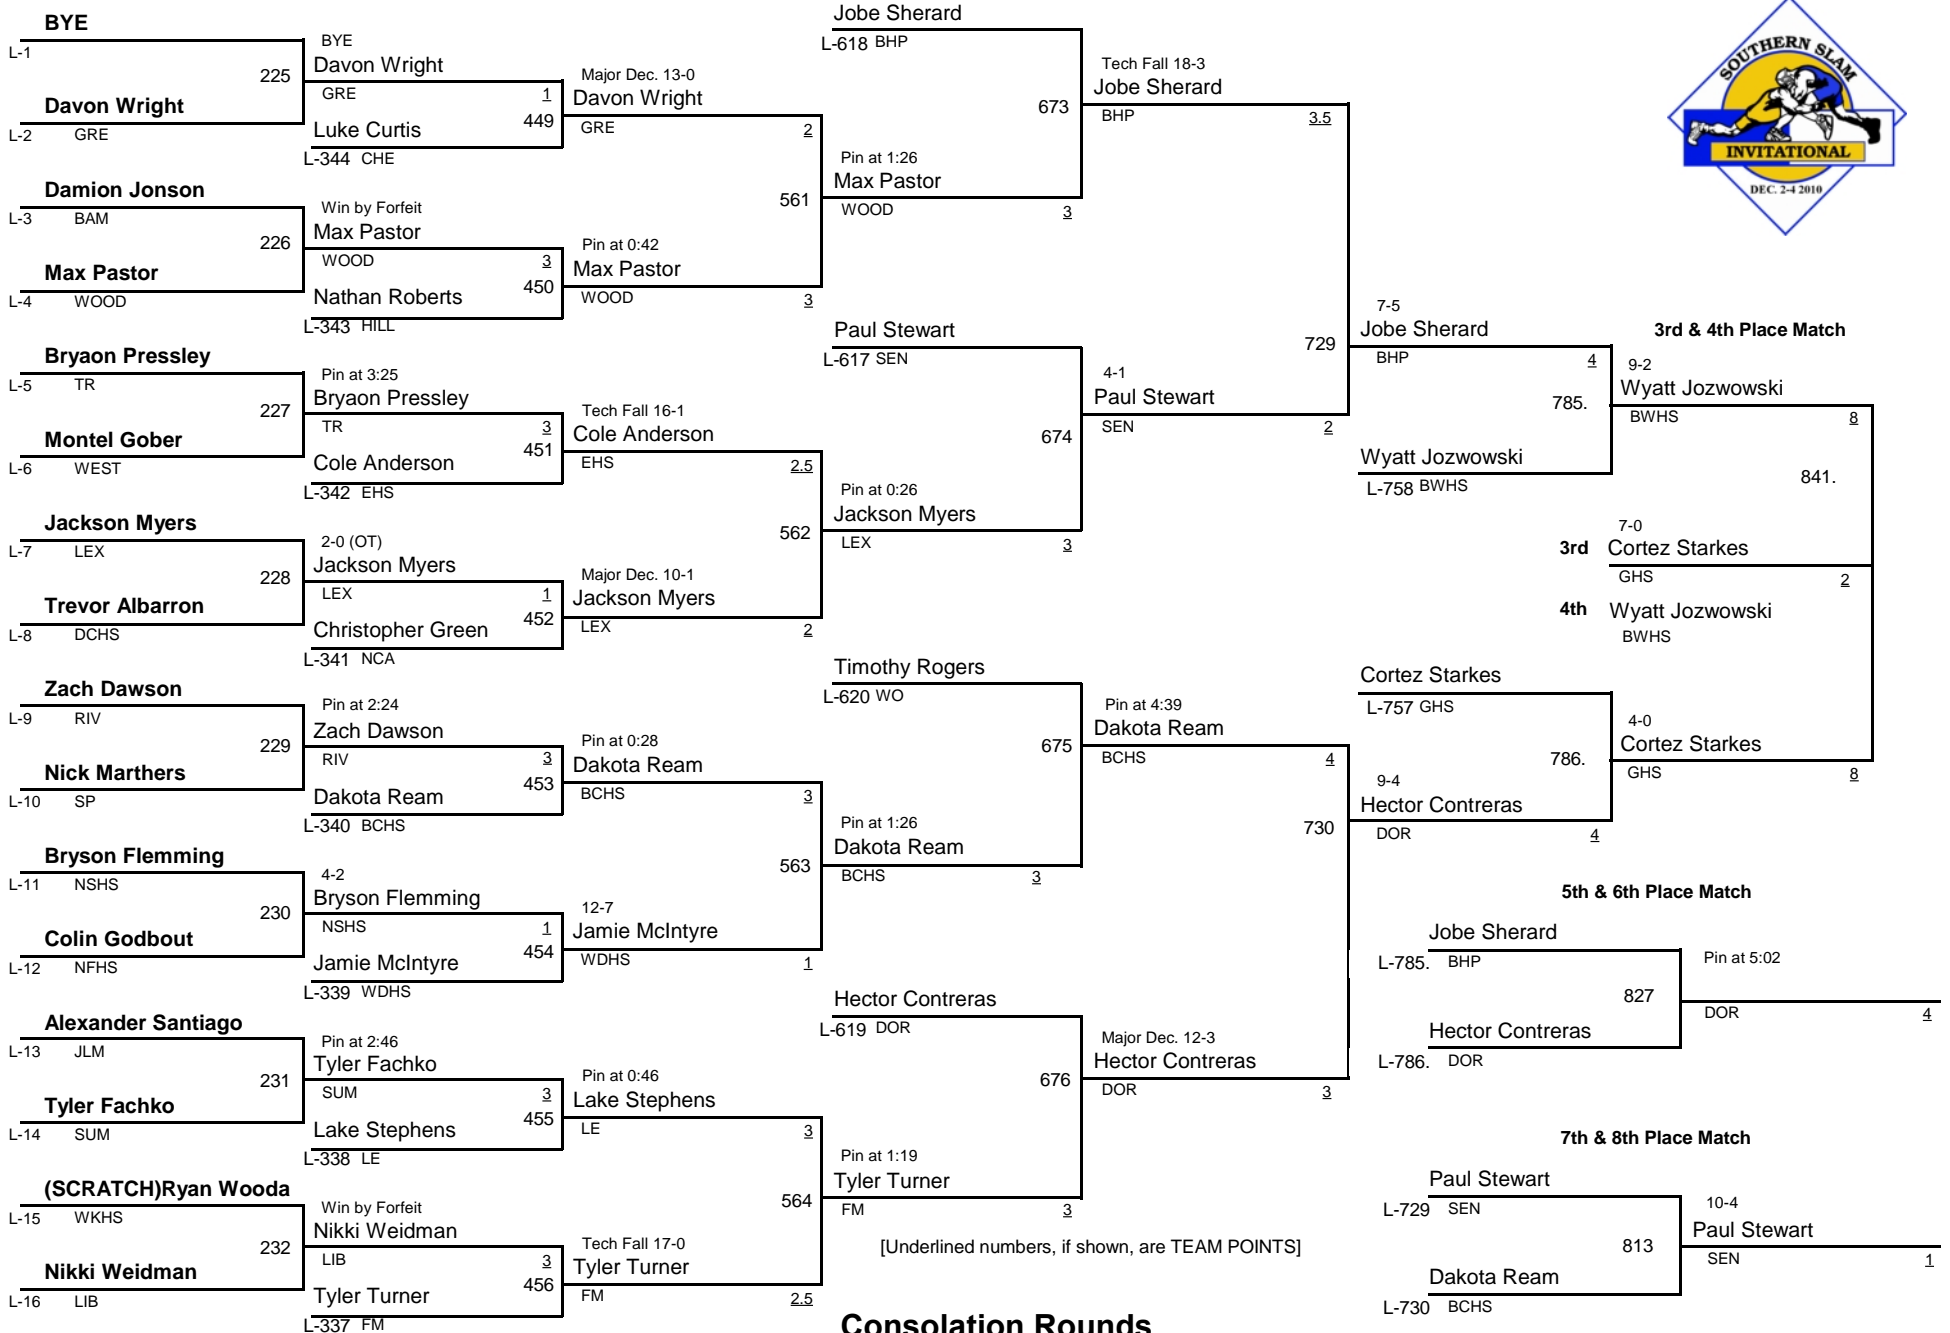 BYE
L-1
225
Davon Wright
L-2 GRE
Damion Jonson
L-3 BAM
226
Max Pastor
L-4 WOOD
Bryaon Pressley
L-5 TR
227
Montel Gober
L-6 WEST
Jackson Myers
L-7 LEX
228
Trevor Albarron
L-8 DCHS
Zach Dawson
L-9 RIV
229
Nick Marthers
L-10 SP
Bryson Flemming
L-11 NSHS
230
Colin Godbout
L-12 NFHS
Alexander Santiago
L-13 JLM
231
Tyler Fachko
L-14 SUM
(SCRATCH)Ryan Wooda
L-15 WKHS
232
Nikki Weidman
L-16 LIB
BYE
Davon Wright
GRE 1
449
Luke Curtis
L-344 CHE
Win by Forfeit
Max Pastor
WOOD 3
450
Nathan Roberts
L-343 HILL
Pin at 3:25
Bryaon Pressley
TR 3
451
Cole Anderson
L-342 EHS
2-0 (OT)
Jackson Myers
LEX 1
452
Christopher Green
L-341 NCA
Pin at 2:24
Zach Dawson
RIV 3
453
Dakota Ream
L-340 BCHS
4-2
Bryson Flemming
NSHS 1
454
Jamie McIntyre
L-339 WDHS
Pin at 2:46
Tyler Fachko
SUM 3
455
Lake Stephens
L-338 LE
Win by Forfeit
Nikki Weidman
LIB 3
456
Tyler Turner
L-337 FM
Major Dec. 13-0
Davon Wright
GRE 2
561
Pin at 0:42
Max Pastor
WOOD 3
Tech Fall 16-1
Cole Anderson
EHS 2.5
562
Major Dec. 10-1
Jackson Myers
LEX 2
Pin at 0:28
Dakota Ream
BCHS 3
563
12-7
Jamie McIntyre
WDHS 1
Pin at 0:46
Lake Stephens
LE 3
564
Tech Fall 17-0
Tyler Turner
FM 2.5
Jobe Sherard
L-618 BHP
673
Pin at 1:26
Max Pastor
WOOD 3
Paul Stewart
L-617 SEN
674
Pin at 0:26
Jackson Myers
LEX 3
Timothy Rogers
L-620 WO
675
Pin at 1:26
Dakota Ream
BCHS 3
Hector Contreras
L-619 DOR
676
Pin at 1:19
Tyler Turner
FM 3
[Underlined numbers, if shown, are TEAM POINTS]
Consolation Rounds
Tech Fall 18-3
Jobe Sherard
BHP 3.5
729
4-1
Paul Stewart
SEN 2
Pin at 4:39
Dakota Ream
BCHS 4
730
Major Dec. 12-3
Hector Contreras
DOR 3
SOUTHERN SLAM
INVITATIONAL
DEC. 2-4 2010
7-5
Jobe Sherard
BHP 4
785.
Wyatt Jozwowski
L-758 BWHS
3rd & 4th Place Match
9-2
Wyatt Jozwowski
BWHS 8
841.
7-0
3rd Cortez Starkes
GHS 2
4th Wyatt Jozwowski
BWHS
Cortez Starkes
L-757 GHS
786.
4-0
Cortez Starkes
GHS 8
9-4
Hector Contreras
DOR 4
5th & 6th Place Match
Jobe Sherard
L-785. BHP
827
Hector Contreras
L-786. DOR
Pin at 5:02
DOR 4
7th & 8th Place Match
Paul Stewart
L-729 SEN
813
Dakota Ream
L-730 BCHS
10-4
Paul Stewart
SEN 1